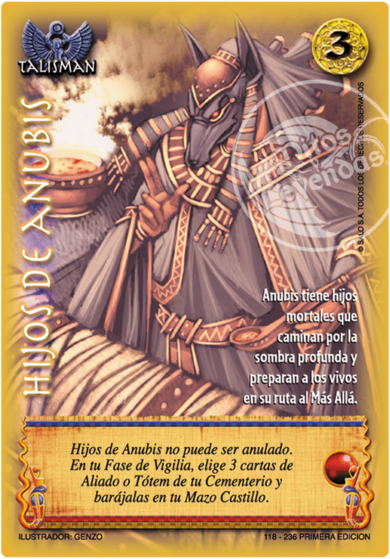 TALISMAN
3
HIJOS DE ANUBIS
Mitos
Leyendas
Anubis tiene hijos
mortales que
caminan por la
sombra profunda y
preparan a los vivos
en su ruta al Más Allá.
Hijos de Anubis no puede ser anulado.
En tu Fase de Vigilia, elige 3 cartas de
Aliado o Tótem de tu Cementerio y
barájalas en tu Mazo Castillo.
ILUSTRADOR: GENZO
118 - 236 PRIMERA EDICION